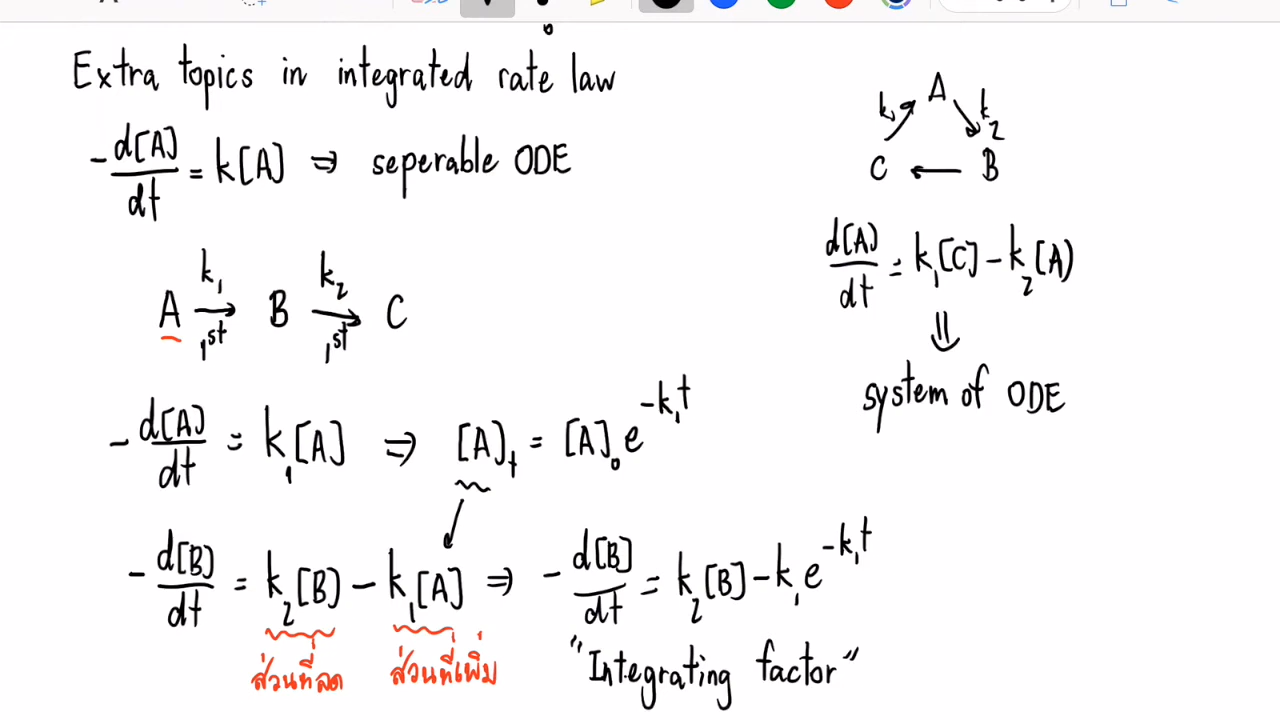 Extra topics in integrated rate law
-d[A]/dt = k[A] ⇒ seperable ODE
A k₁→ 1st B k₂→ 1st C
-d[A]/dt = k₁[A] ⇒ [A]t = [A]₀e^(-k₁t)
-d[B]/dt = k₂[B] - k₁[A] ⇒ -d[B]/dt = k₂[B] - k₁e^(-k₁t)
ส่วนที่ลด ส่วนที่เพิ่ม "Integrating factor"
A
k₁ k₂
C ← B
d[A]/dt = k₁[C] - k₂[A]
⇓
system of ODE